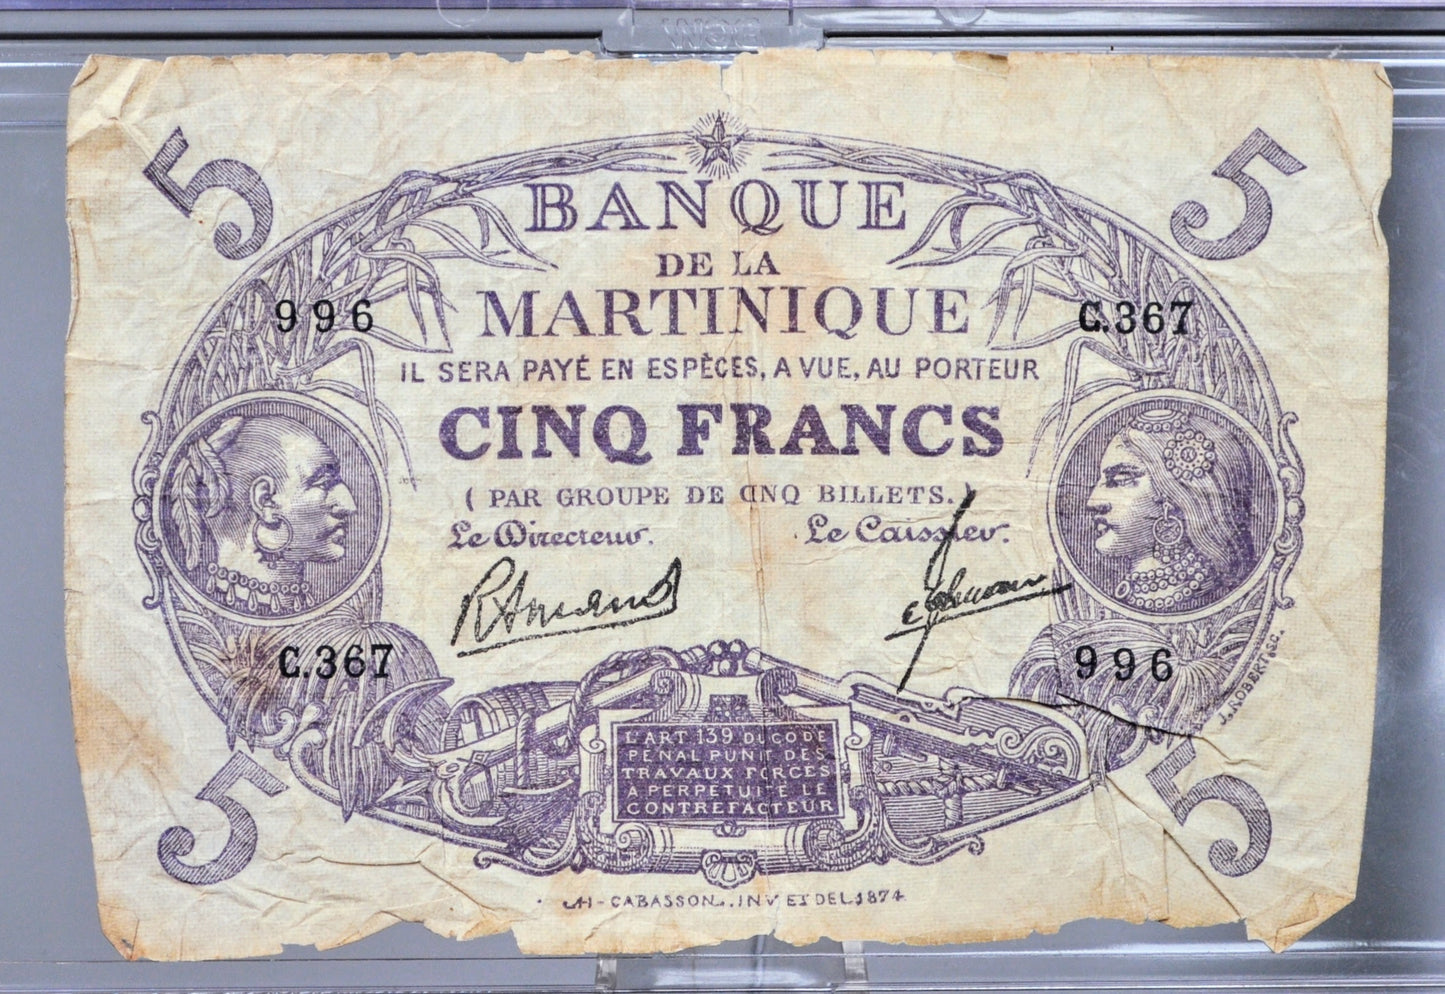 5
5
BANQUE
DE LA
MARTINIQUE
996
C.367
IL SERA PAYÉ EN ESPÈCES, A VUE, AU PORTEUR
CINQ FRANCS
( PAR GROUPE DE CINQ BILLETS.)
Le Directeur.
Le Caissier.
C.367
996
L'ART. 139 DU CODE
PÉNAL PUNIT DES
TRAVAUX FORCÉS
A PERPÉTUITÉ LE
CONTREFACTEUR
J. ROBERT SC.
5
5
H-CABASSON. INV ET DEL 1874